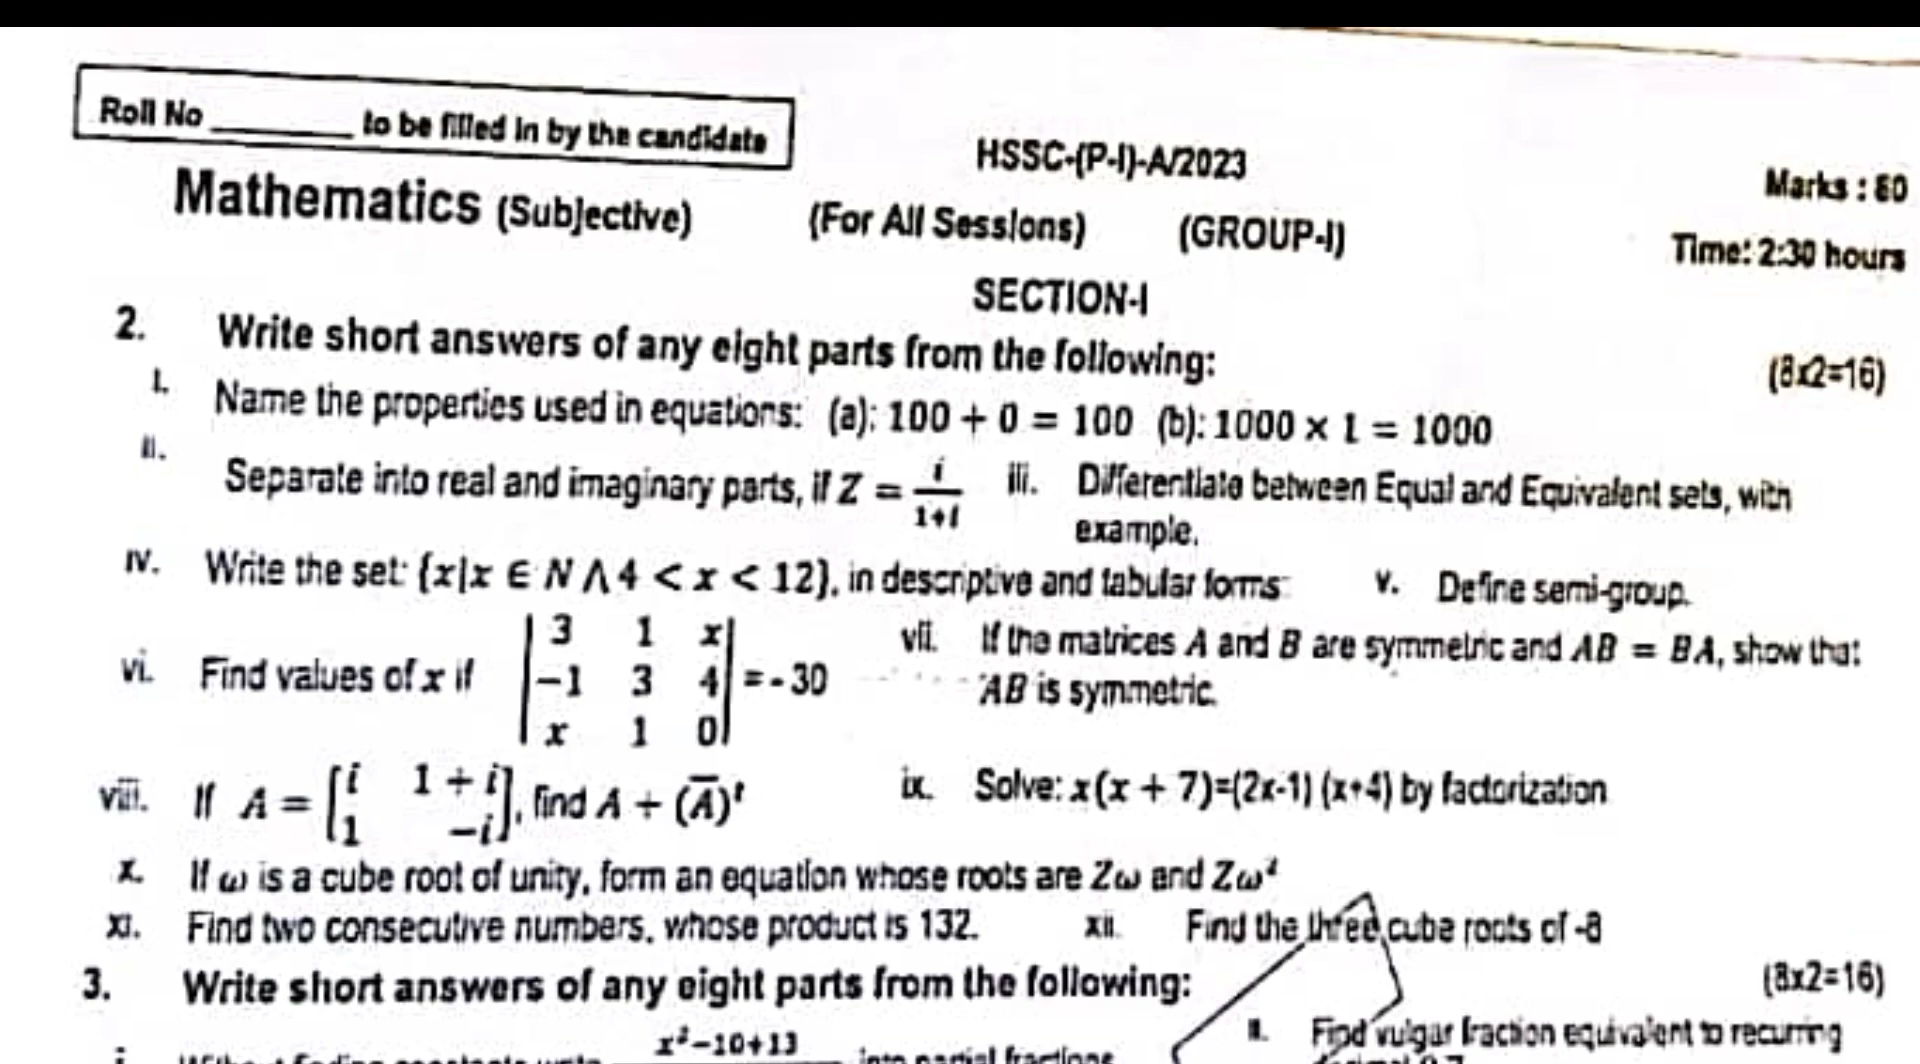 Roll No ________ to be filled in by the candidate
HSSC-(P-I)-A/2023
Marks : 80
Mathematics (Subjective) (For All Sessions) (GROUP-I)
Time: 2:30 hours
SECTION-I
2. Write short answers of any eight parts from the following: (8x2=16)
i. Name the properties used in equations: (a): 100 + 0 = 100 (b): 1000 × 1 = 1000
ii. Separate into real and imaginary parts, if Z = i/(1+i) iii. Differentiate between Equal and Equivalent sets, with
example.
iv. Write the set: {x|x ∈ N ∧ 4 < x < 12}, in descriptive and tabular forms v. Define semi-group.
vi. Find values of x if |3 1 x; −1 3 4; x 1 0| = - 30 vii. If the matrices A and B are symmetric and AB = BA, show that
AB is symmetric.
viii. If A = [i 1 + i; 1 −i], find A + (A̅)ᵗ ix. Solve: x(x + 7)=(2x-1) (x+4) by factorization
x. If ω is a cube root of unity, form an equation whose roots are Zω and Zω²
xi. Find two consecutive numbers, whose product is 132. xii. Find the three cube roots of -8
3. Write short answers of any eight parts from the following: (8x2=16)
i. x²−10+13 into partial fractions
ii. Find vulgar fraction equivalent to recurring